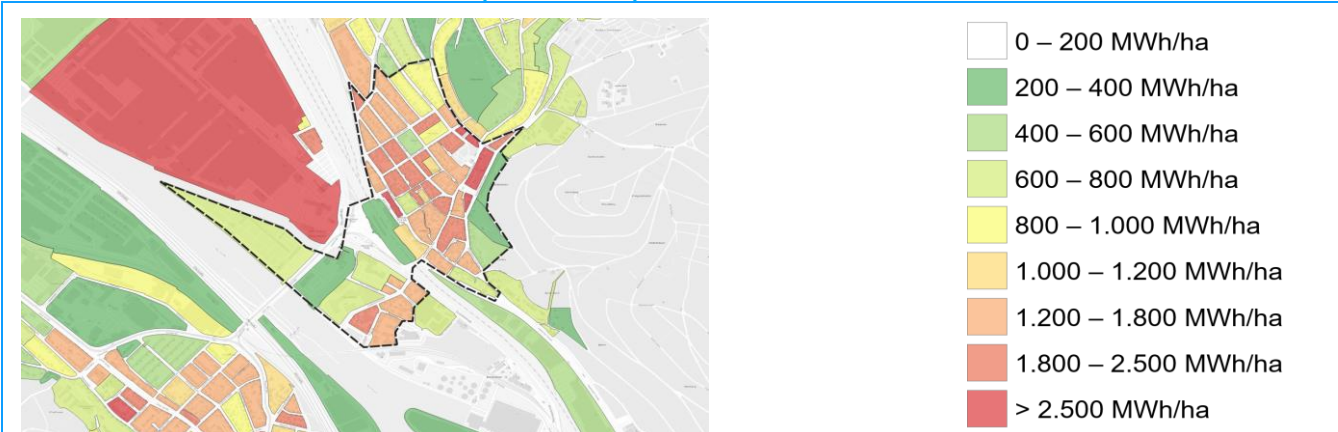 0 – 200 MWh/ha
200 – 400 MWh/ha
400 – 600 MWh/ha
600 – 800 MWh/ha
800 – 1.000 MWh/ha
1.000 – 1.200 MWh/ha
1.200 – 1.800 MWh/ha
1.800 – 2.500 MWh/ha
> 2.500 MWh/ha